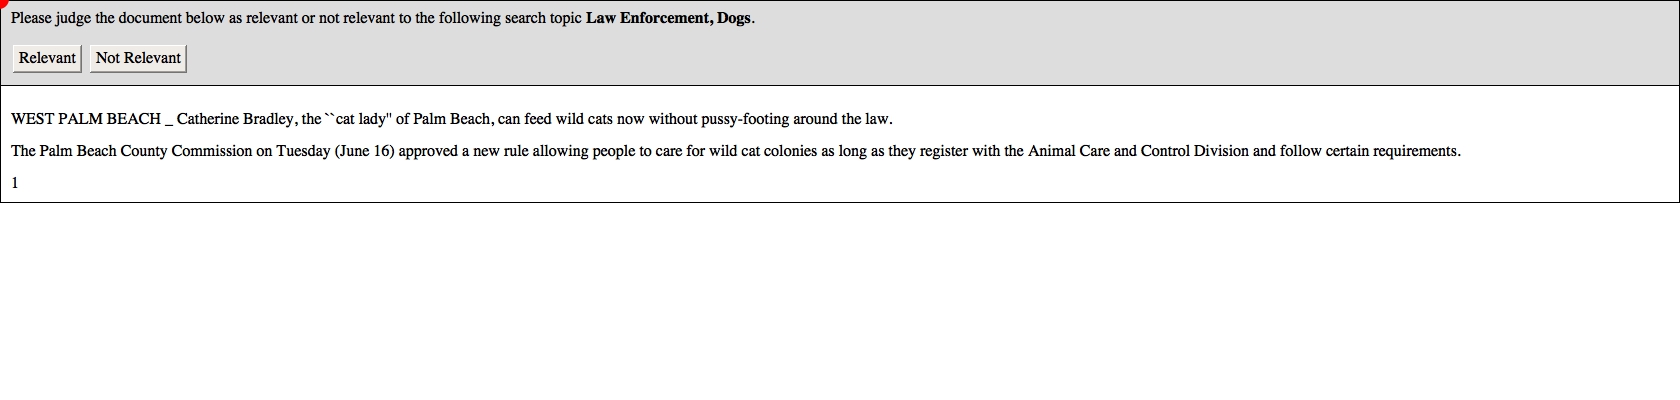 Please judge the document below as relevant or not relevant to the following search topic Law Enforcement, Dogs.
Relevant Not Relevant
WEST PALM BEACH _ Catherine Bradley, the ``cat lady'' of Palm Beach, can feed wild cats now without pussy-footing around the law.
The Palm Beach County Commission on Tuesday (June 16) approved a new rule allowing people to care for wild cat colonies as long as they register with the Animal Care and Control Division and follow certain requirements.
1